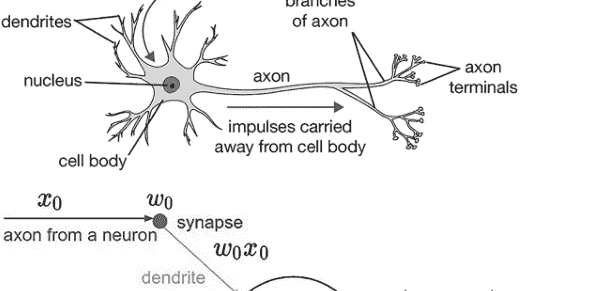 branches
of axon
dendrites
nucleus
axon
axon
terminals
impulses carried
away from cell body
cell body
x₀
w₀
synapse
axon from a neuron
w₀x₀
dendrite